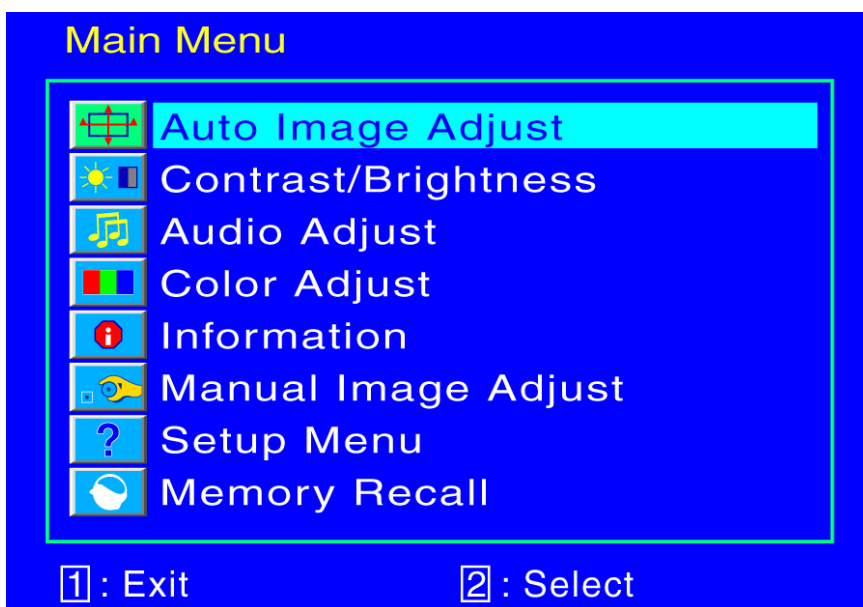 Main Menu
Auto Image Adjust
Contrast/Brightness
Audio Adjust
Color Adjust
Information
Manual Image Adjust
? Setup Menu
Memory Recall
1 : Exit 2 : Select